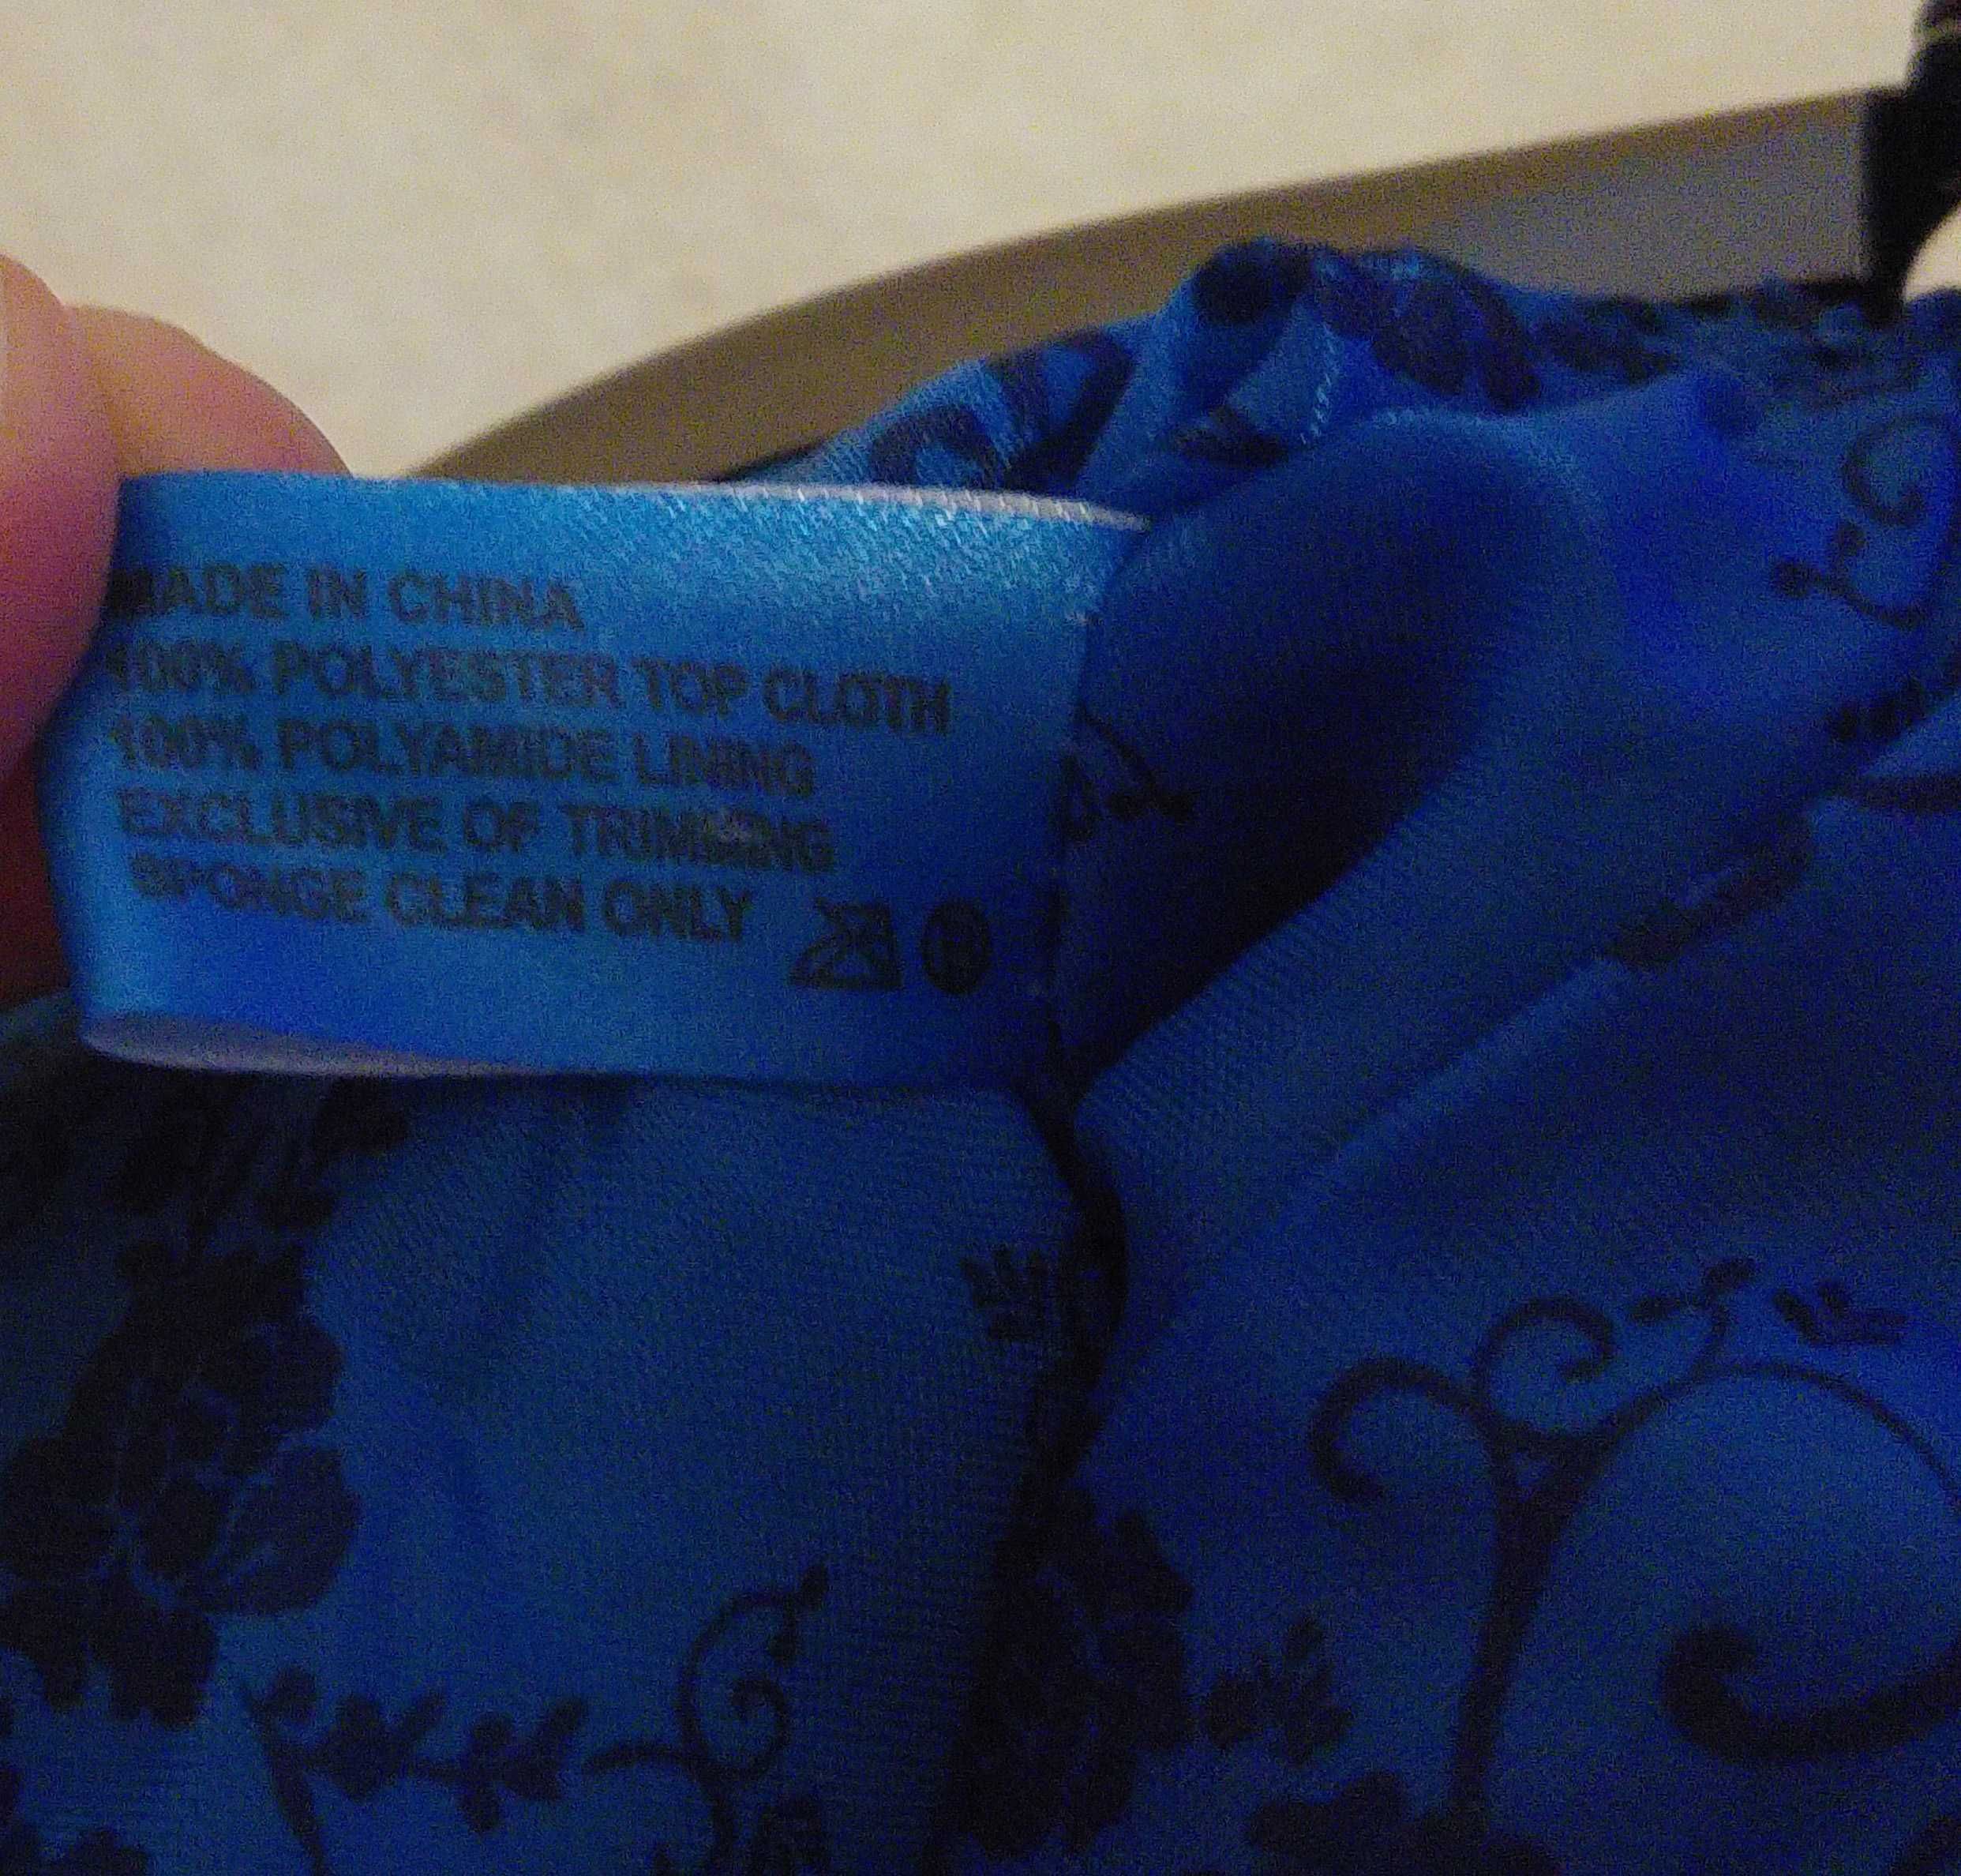 MADE IN CHINA
100% POLYESTER TOP CLOTH
100% POLYAMIDE LINING
EXCLUSIVE OF TRIMMING
SPONGE CLEAN ONLY